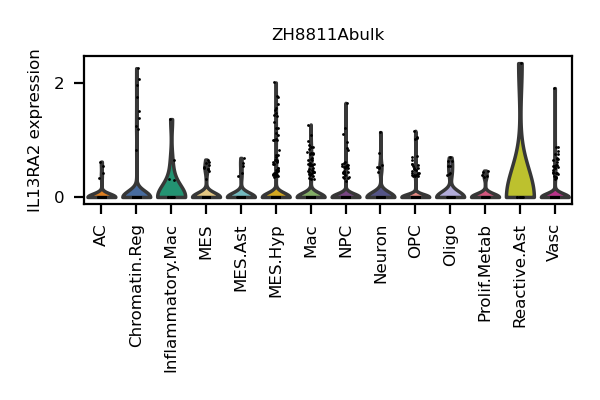 ZH8811Abulk
IL13RA2 expression
2
0
AC
Chromatin.Reg
Inflammatory.Mac
MES
MES.Ast
MES.Hyp
Mac
NPC
Neuron
OPC
Oligo
Prolif.Metab
Reactive.Ast
Vasc